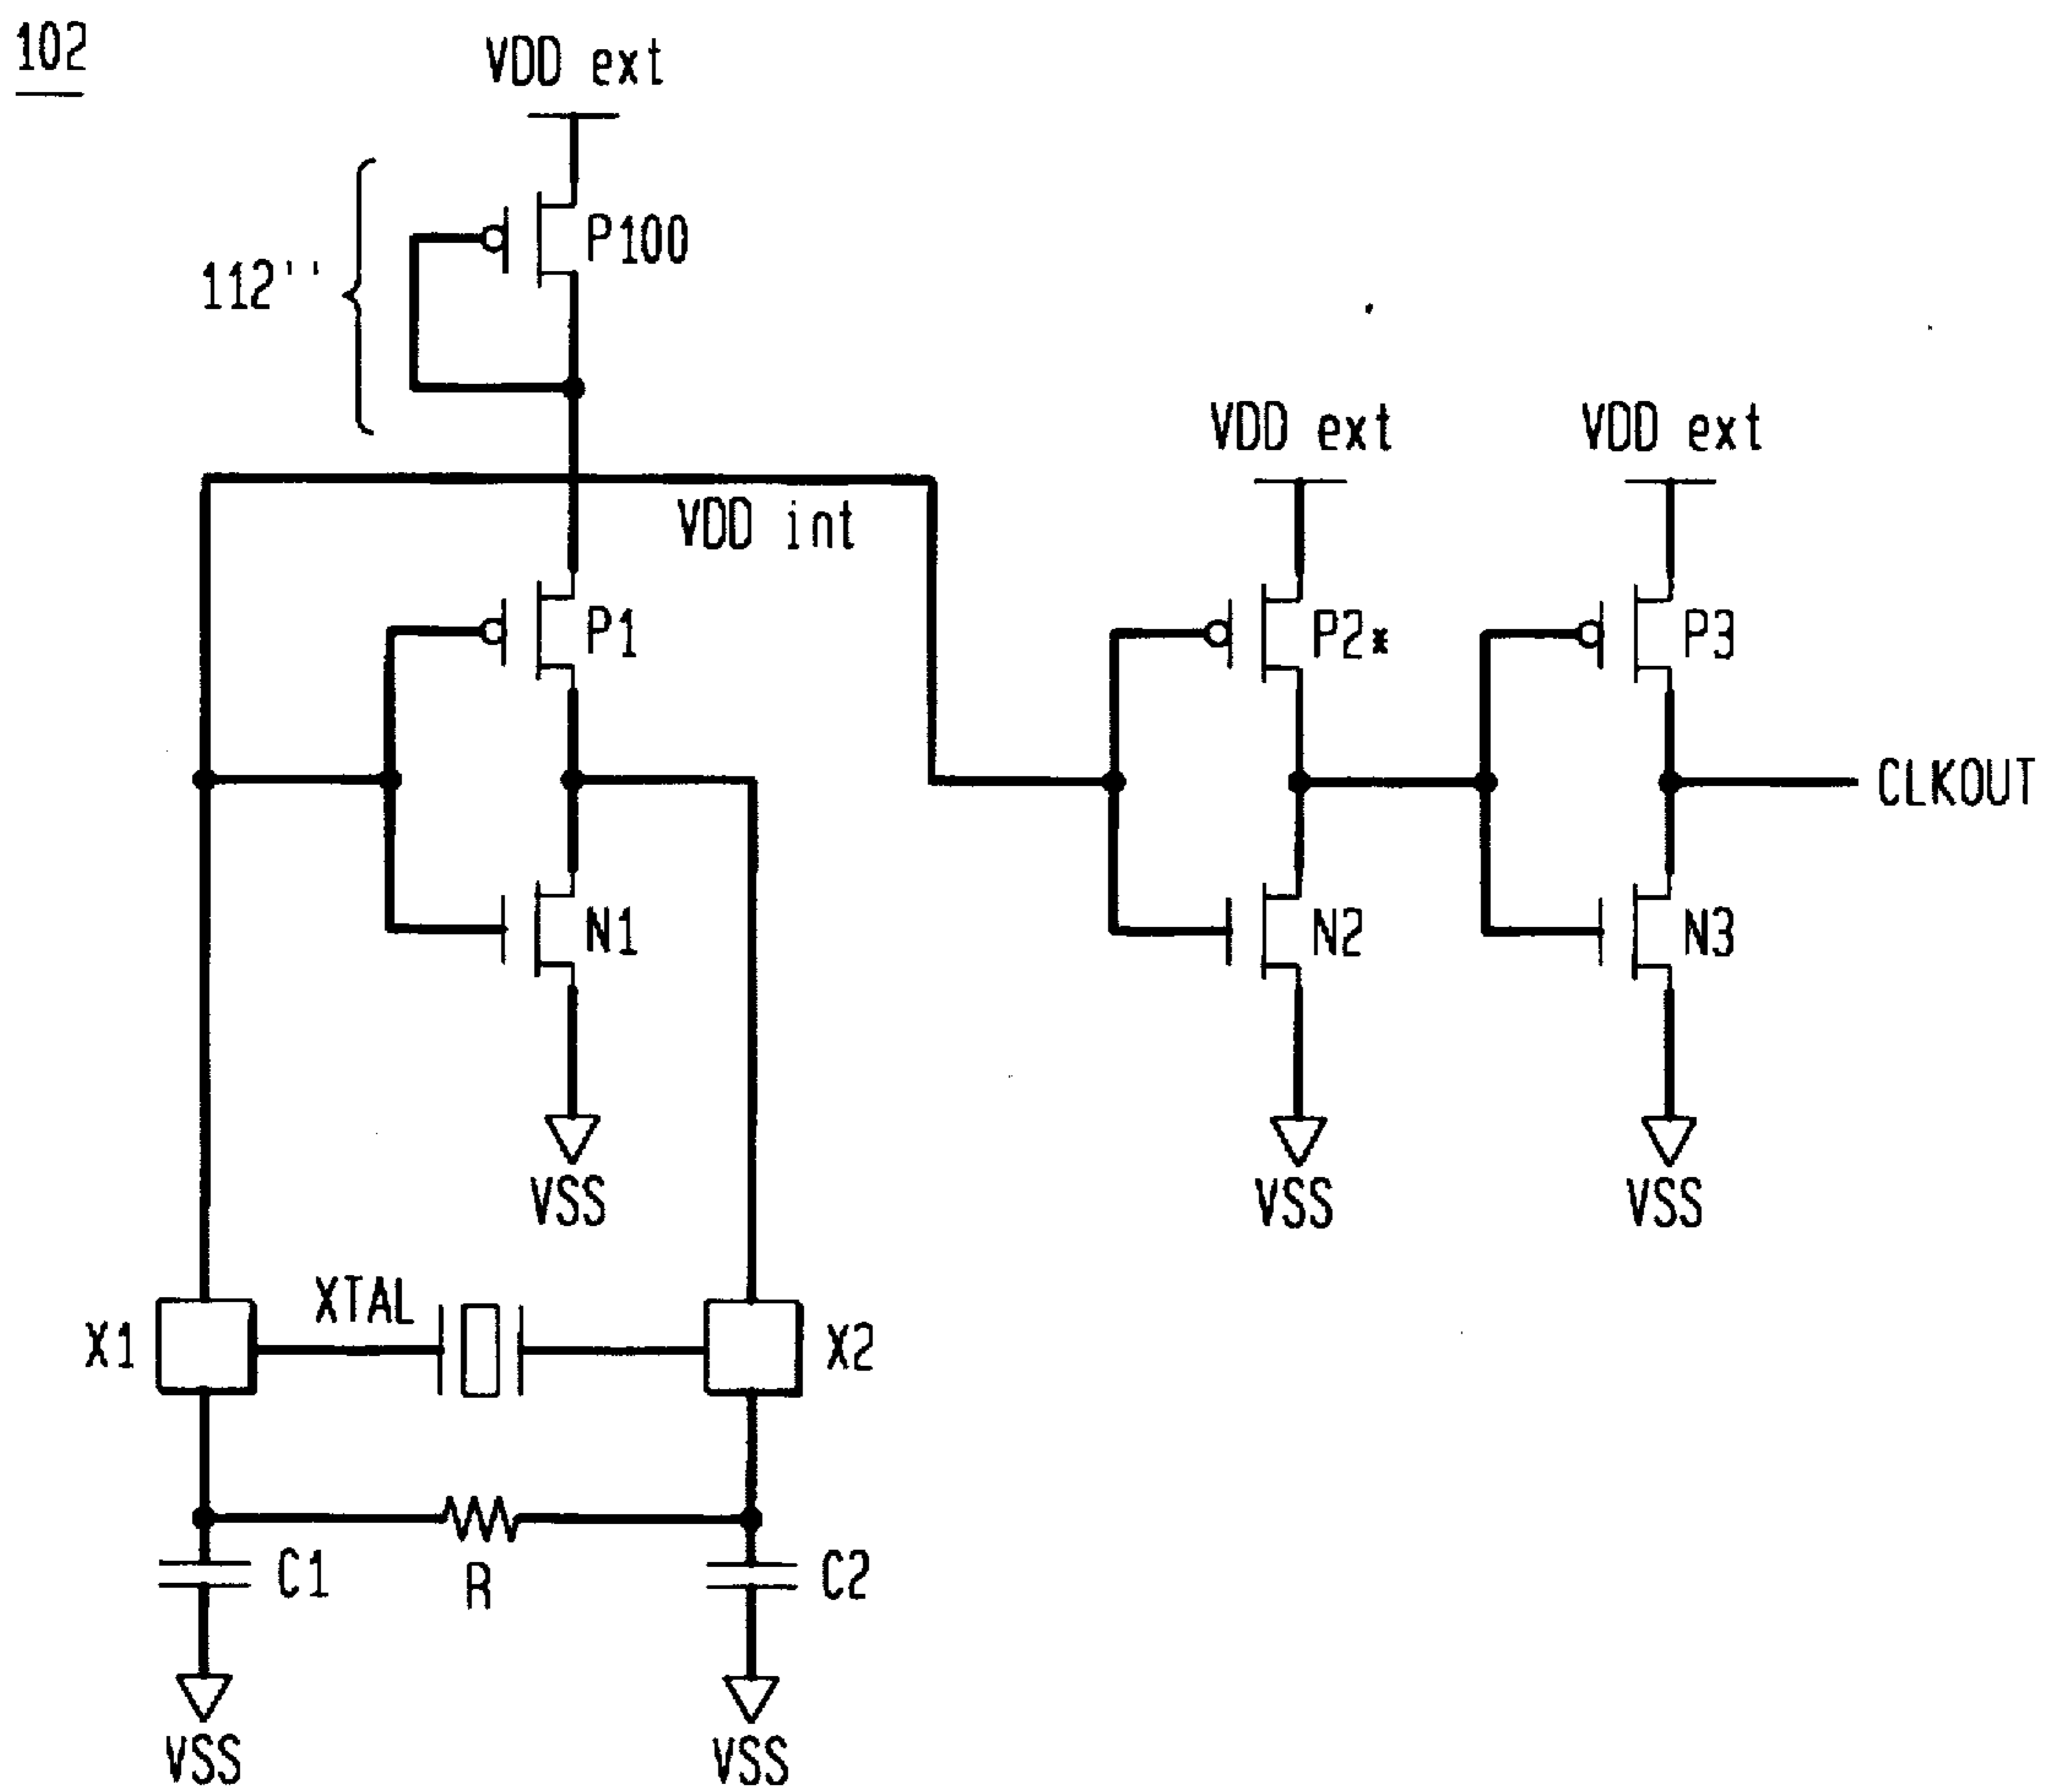 102
VDD ext
P100
112''
VDD ext
VDD ext
VDD int
P1
P2*
P3
CLKOUT
N1
N2
N3
VSS
VSS
VSS
XTAL
X1
X2
C1
R
C2
VSS
VSS